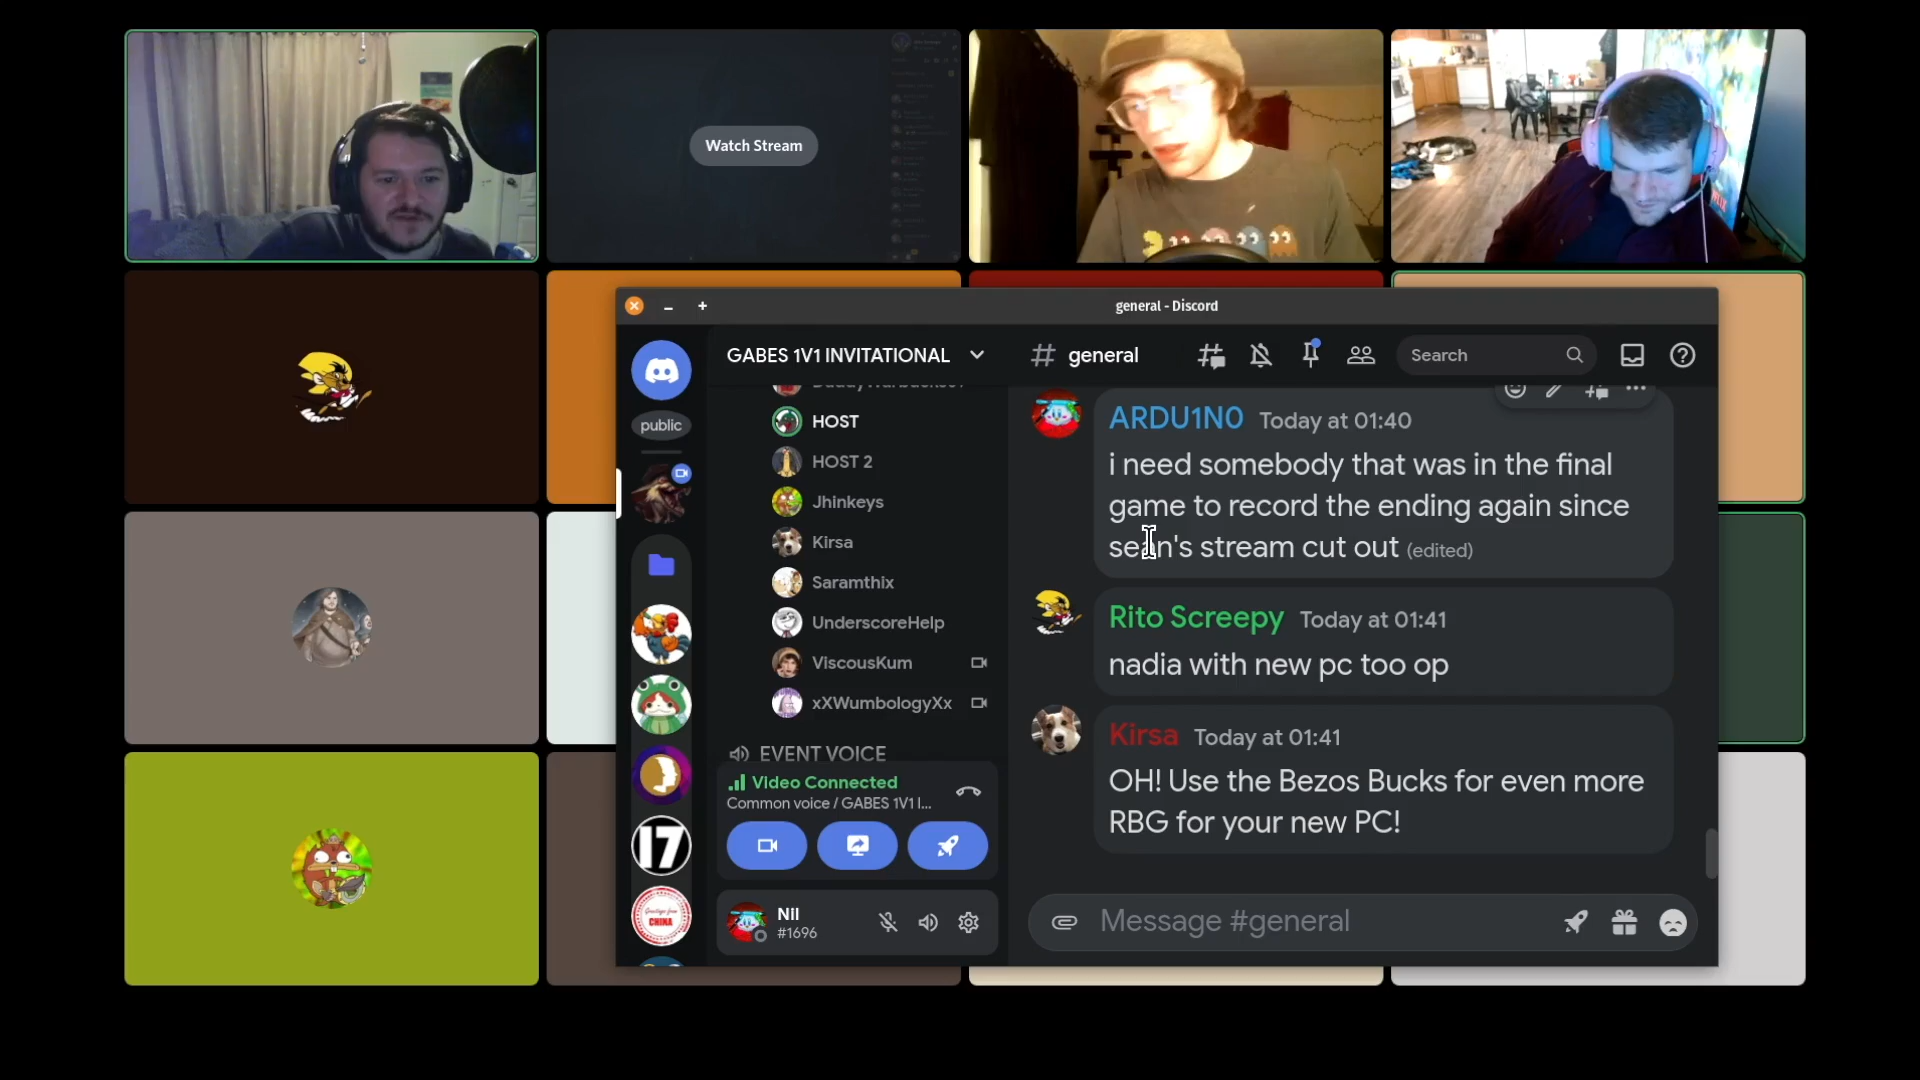 Watch Stream
general - Discord
GABES 1V1 INVITATIONAL
general
Search
public
HOST
HOST 2
Jhinkeys
Kirsa
Saramthix
UnderscoreHelp
ViscousKum
xXWumbologyXx
EVENT VOICE
Video Connected
Common voice / GABES 1V1 I...
Nil
#1696
17
CHINA
ARDU1N0 Today at 01:40
i need somebody that was in the final
game to record the ending again since
sean's stream cut out (edited)
Rito Screepy Today at 01:41
nadia with new pc too op
Kirsa Today at 01:41
OH! Use the Bezos Bucks for even more
RBG for your new PC!
Message #general